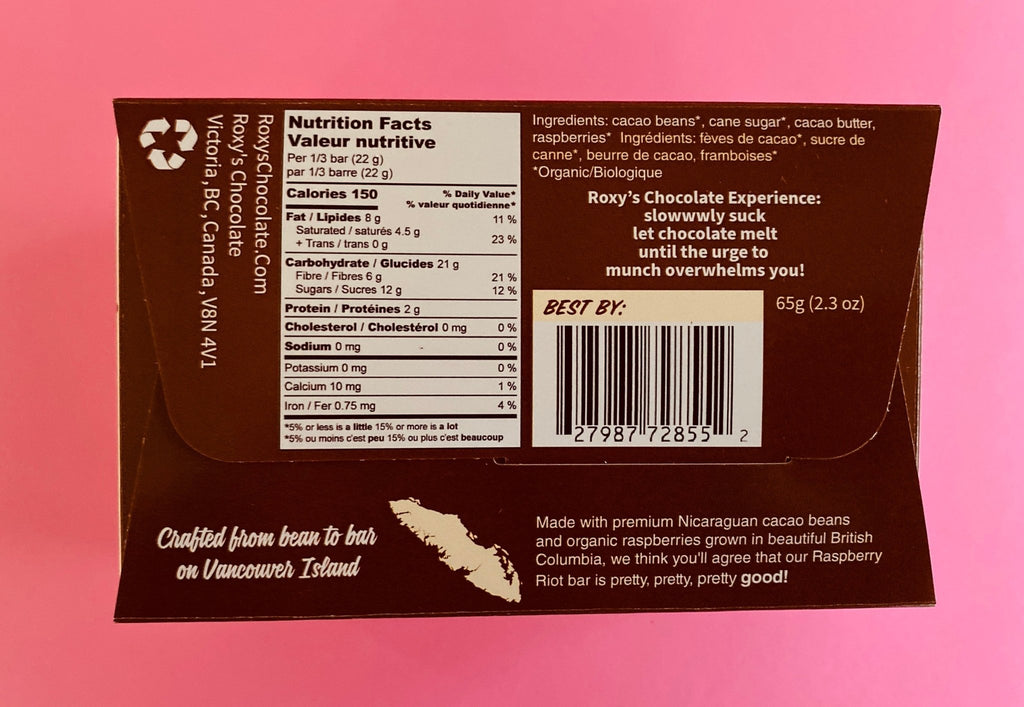 RoxysChocolate.Com
Roxy's Chocolate
Victoria, BC, Canada, V8N 4V1
Nutrition Facts
Valeur nutritive
Per 1/3 bar (22 g)
par 1/3 barre (22 g)
Calories 150
% Daily Value*
% valeur quotidienne*
Fat / Lipides 8 g 11 %
Saturated / saturés 4.5 g
+ Trans / trans 0 g 23 %
Carbohydrate / Glucides 21 g
Fibre / Fibres 6 g 21 %
Sugars / Sucres 12 g 12 %
Protein / Protéines 2 g
Cholesterol / Cholestérol 0 mg 0 %
Sodium 0 mg 0 %
Potassium 0 mg 0 %
Calcium 10 mg 1 %
Iron / Fer 0.75 mg 4 %
*5% or less is a little 15% or more is a lot
*5% ou moins c'est peu 15% ou plus c'est beaucoup
Ingredients: cacao beans*, cane sugar*, cacao butter,
raspberries* Ingrédients: fèves de cacao*, sucre de
canne*, beurre de cacao, framboises*
*Organic/Biologique
Roxy's Chocolate Experience:
slowwwly suck
let chocolate melt
until the urge to
munch overwhelms you!
BEST BY:
65g (2.3 oz)
27987 72855 2
Crafted from bean to bar
on Vancouver Island
Made with premium Nicaraguan cacao beans
and organic raspberries grown in beautiful British
Columbia, we think you'll agree that our Raspberry
Riot bar is pretty, pretty, pretty good!